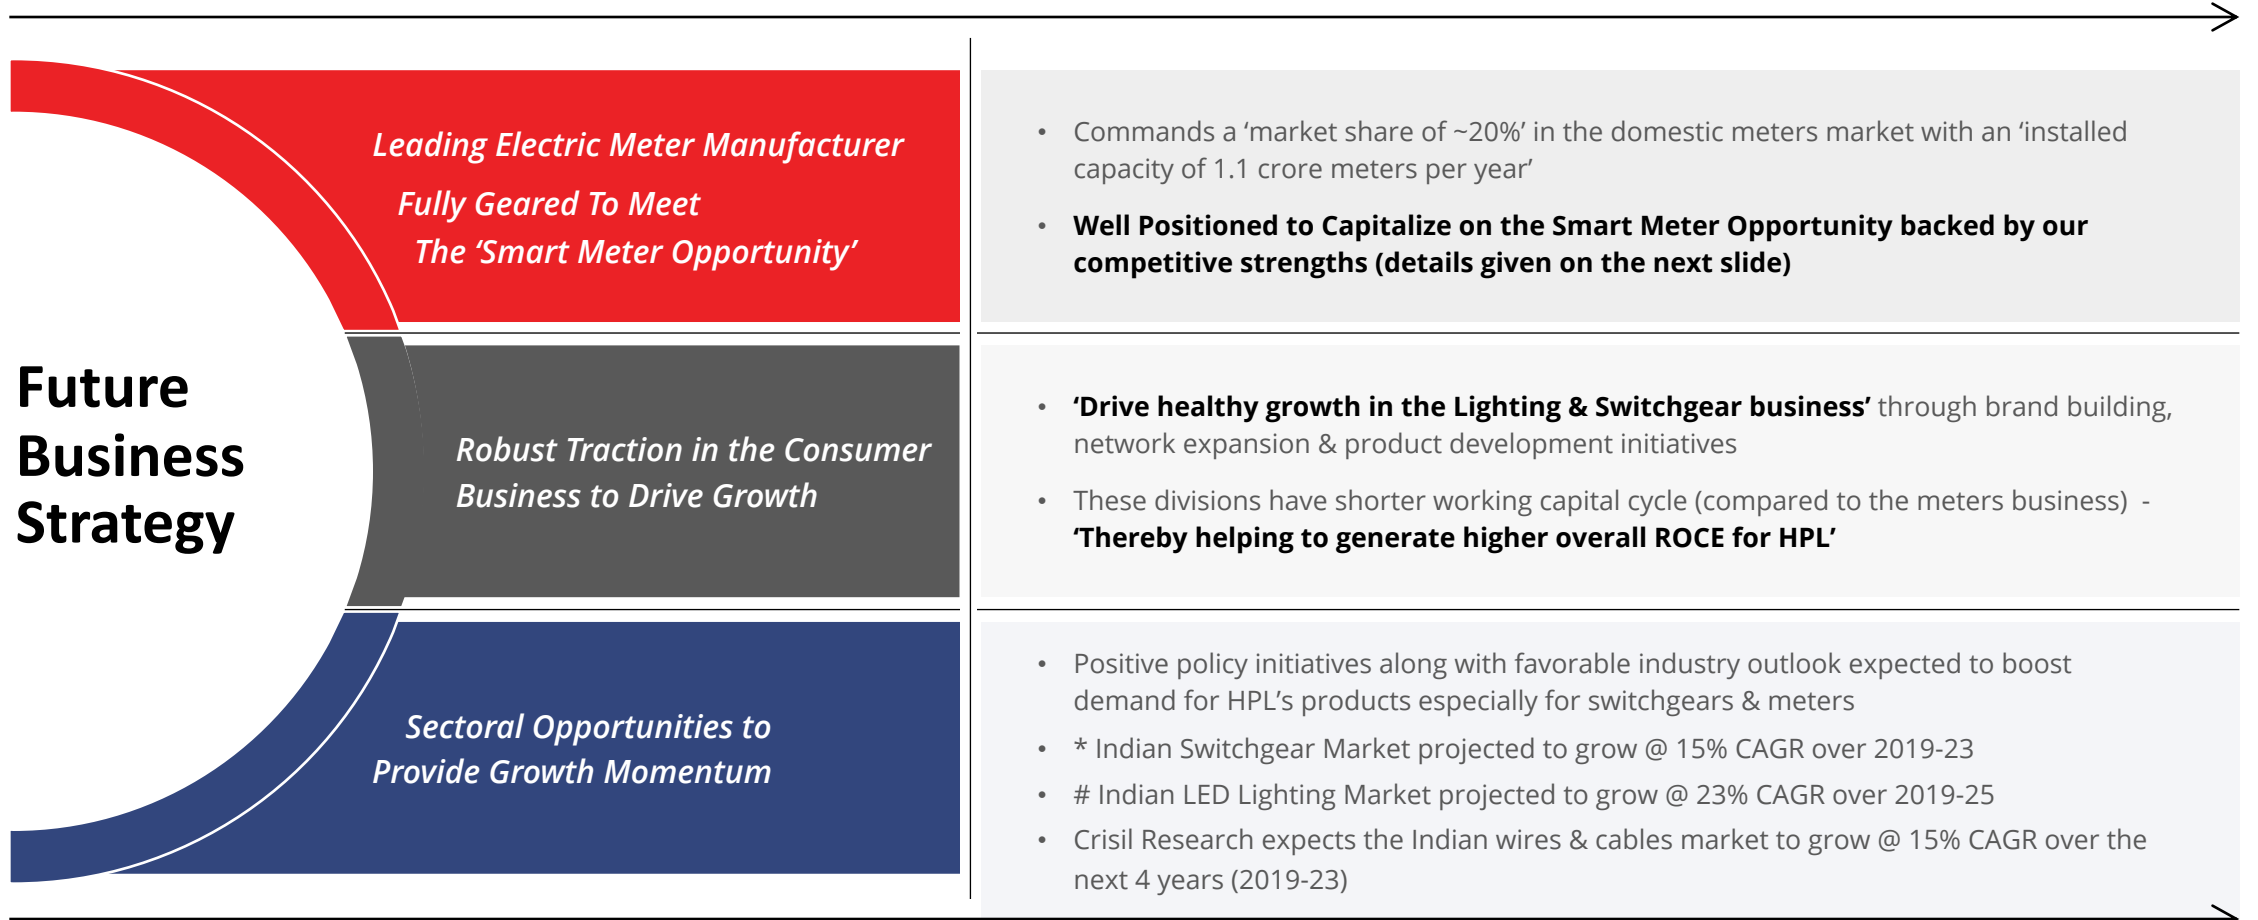 Future
Business
Strategy
Leading Electric Meter Manufacturer
Fully Geared To Meet
The ‘Smart Meter Opportunity’
• Commands a ‘market share of ~20%’ in the domestic meters market with an ‘installed
capacity of 1.1 crore meters per year’
• Well Positioned to Capitalize on the Smart Meter Opportunity backed by our
competitive strengths (details given on the next slide)
Robust Traction in the Consumer
Business to Drive Growth
• ‘Drive healthy growth in the Lighting & Switchgear business’ through brand building,
network expansion & product development initiatives
• These divisions have shorter working capital cycle (compared to the meters business) -
‘Thereby helping to generate higher overall ROCE for HPL’
Sectoral Opportunities to
Provide Growth Momentum
• Positive policy initiatives along with favorable industry outlook expected to boost
demand for HPL’s products especially for switchgears & meters
• * Indian Switchgear Market projected to grow @ 15% CAGR over 2019-23
• # Indian LED Lighting Market projected to grow @ 23% CAGR over 2019-25
• Crisil Research expects the Indian wires & cables market to grow @ 15% CAGR over the
next 4 years (2019-23)